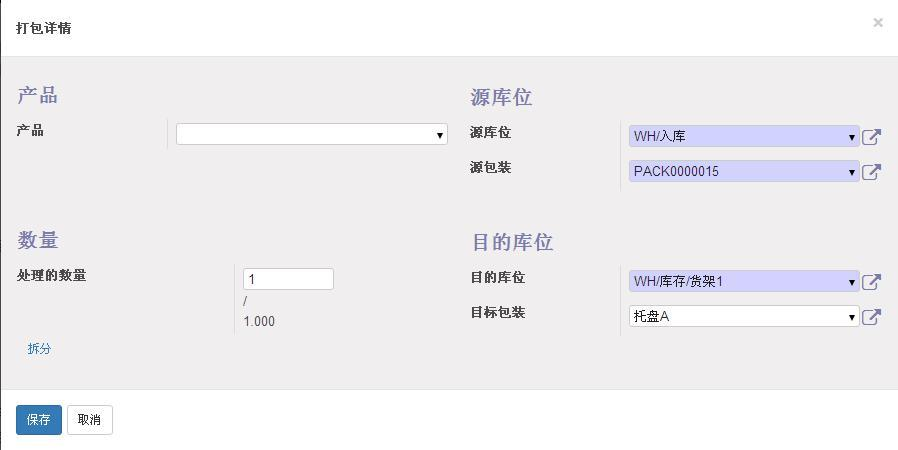 打包详情
×
产品
产品
源库位
源库位 WH/入库
源包装 PACK0000015
数量
处理的数量 1
/
1.000
拆分
目的库位
目的库位 WH/库存/货架1
目标包装 托盘A
保存 取消